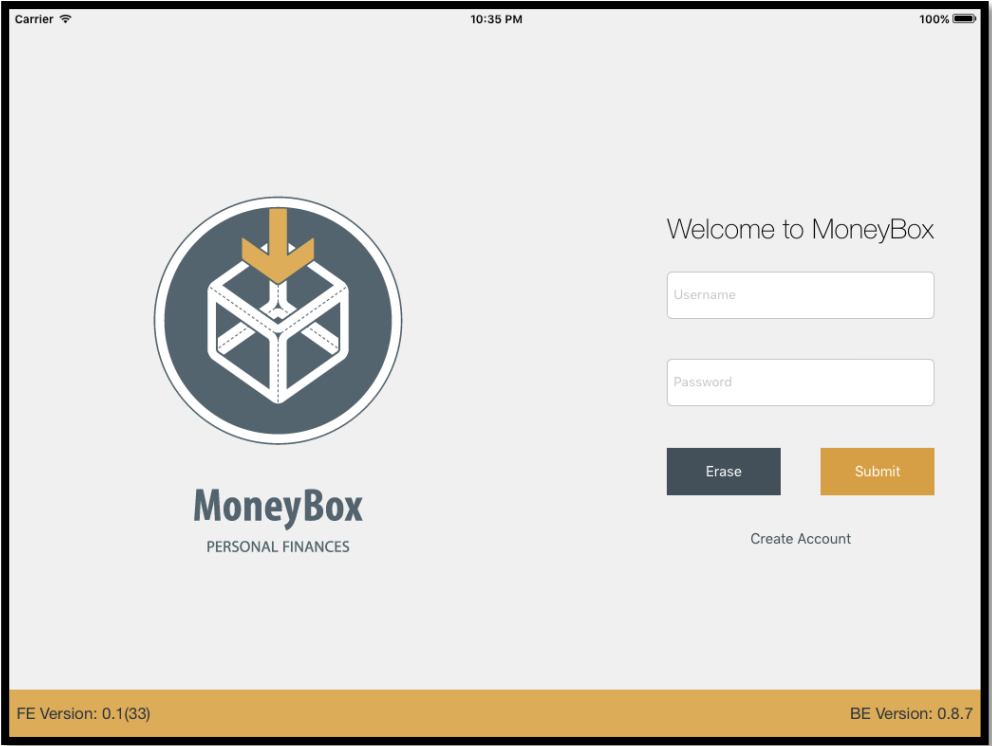 Carrier
10:35 PM
100%
Welcome to MoneyBox
Username
Password
Erase
Submit
Create Account
MoneyBox
PERSONAL FINANCES
FE Version: 0.1(33)
BE Version: 0.8.7